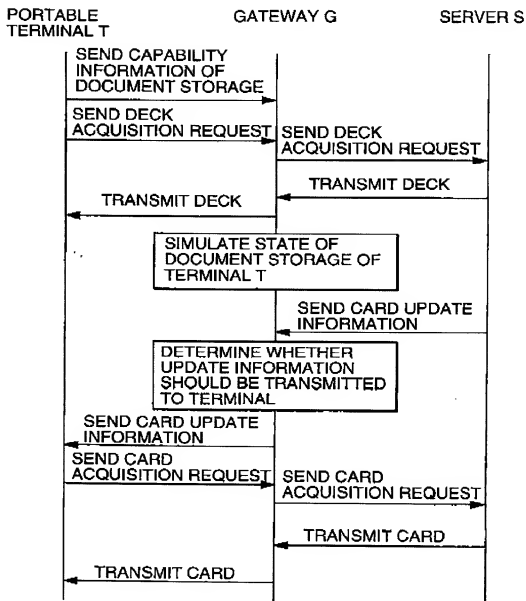 PORTABLE
TERMINAL T
GATEWAY G
SERVER S
SEND CAPABILITY
INFORMATION OF
DOCUMENT STORAGE
SEND DECK
ACQUISITION REQUEST
SEND DECK
ACQUISITION REQUEST
TRANSMIT DECK
TRANSMIT DECK
SIMULATE STATE OF
DOCUMENT STORAGE OF
TERMINAL T
SEND CARD UPDATE
INFORMATION
DETERMINE WHETHER
UPDATE INFORMATION
SHOULD BE TRANSMITTED
TO TERMINAL
SEND CARD UPDATE
INFORMATION
SEND CARD
ACQUISITION REQUEST
SEND CARD
ACQUISITION REQUEST
TRANSMIT CARD
TRANSMIT CARD